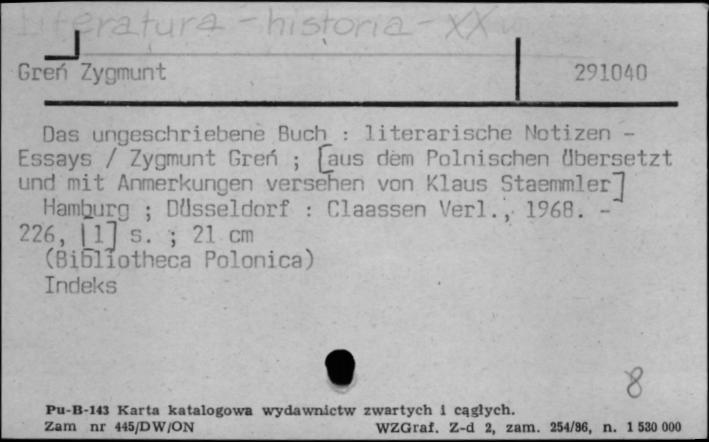 Literatura - historia - XX w
Greń Zygmunt 291040
Das ungeschriebene Buch : literarische Notizen -
Essays / Zygmunt Greń ; [aus dem Polnischen übersetzt
und mit Anmerkungen versehen von Klaus Staemmler]
Hamburg ; Düsseldorf : Claassen Verl., 1968. -
226, [1] s. ; 21 cm
(Bibliotheca Polonica)
Indeks
8
Pu-B-143 Karta katalogowa wydawnictw zwartych i ciągłych.
Zam nr 445/DW/ON WZGraf. Z-d 2, zam. 254/86, n. 1 530 000